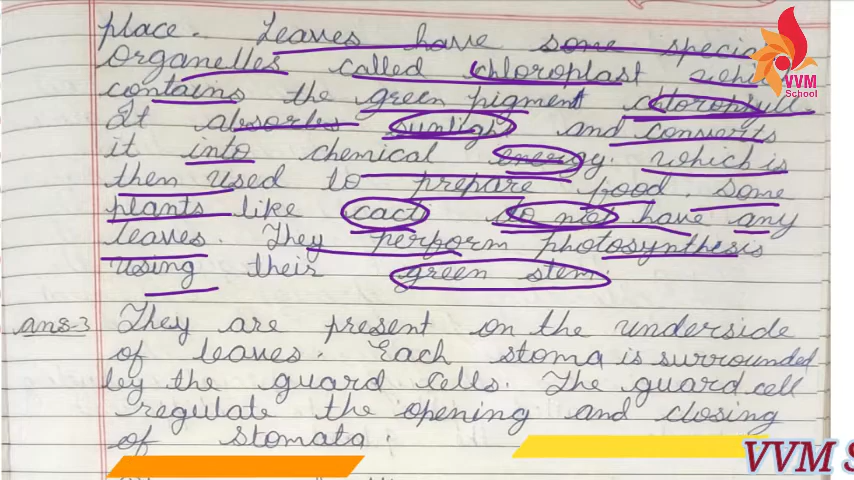 place. Leaves have some specia
organelles called chloroplast whi
contains the green pigment chlorophyll.
It absorbes sunlight and converts
it into chemical energy. which is
then used to prepare food. Some
plants like cacti do not have any
leaves. They perform photosynthesis
using their green stem.
ans-3 They are present on the underside
of leaves. Each stoma is surrounded
by the guard cells. The guard cell
regulate the opening and closing
of stomata.
VVM
School
VVM S